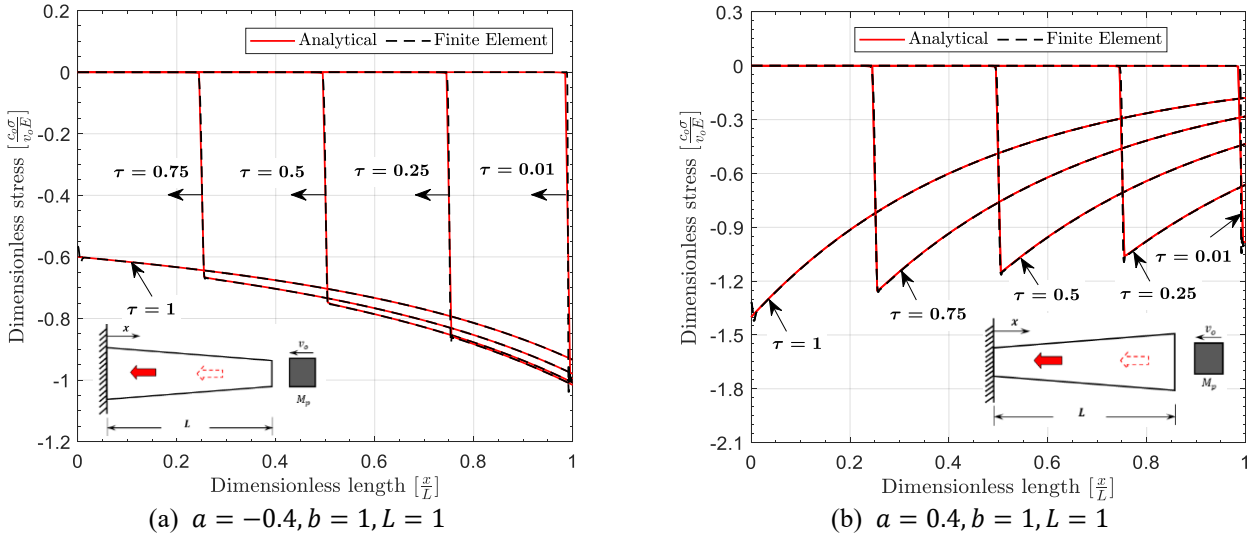 0.2
0
-0.2
-0.4
-0.6
-0.8
-1
-1.2
Dimensionless stress [c₀σ/v₀E]
Analytical Finite Element
τ = 0.75 τ = 0.5 τ = 0.25 τ = 0.01
τ = 1
x
v_o
M_p
L
0 0.2 0.4 0.6 0.8 1
Dimensionless length [x/L]
(a) a = −0.4, b = 1, L = 1
0.3
0
-0.3
-0.6
-0.9
-1.2
-1.5
-1.8
-2.1
Dimensionless stress [c₀σ/v₀E]
Analytical Finite Element
τ = 0.01
τ = 0.25
τ = 0.5
τ = 0.75
τ = 1
x
v_o
M_p
L
0 0.2 0.4 0.6 0.8 1
Dimensionless length [x/L]
(b) a = 0.4, b = 1, L = 1